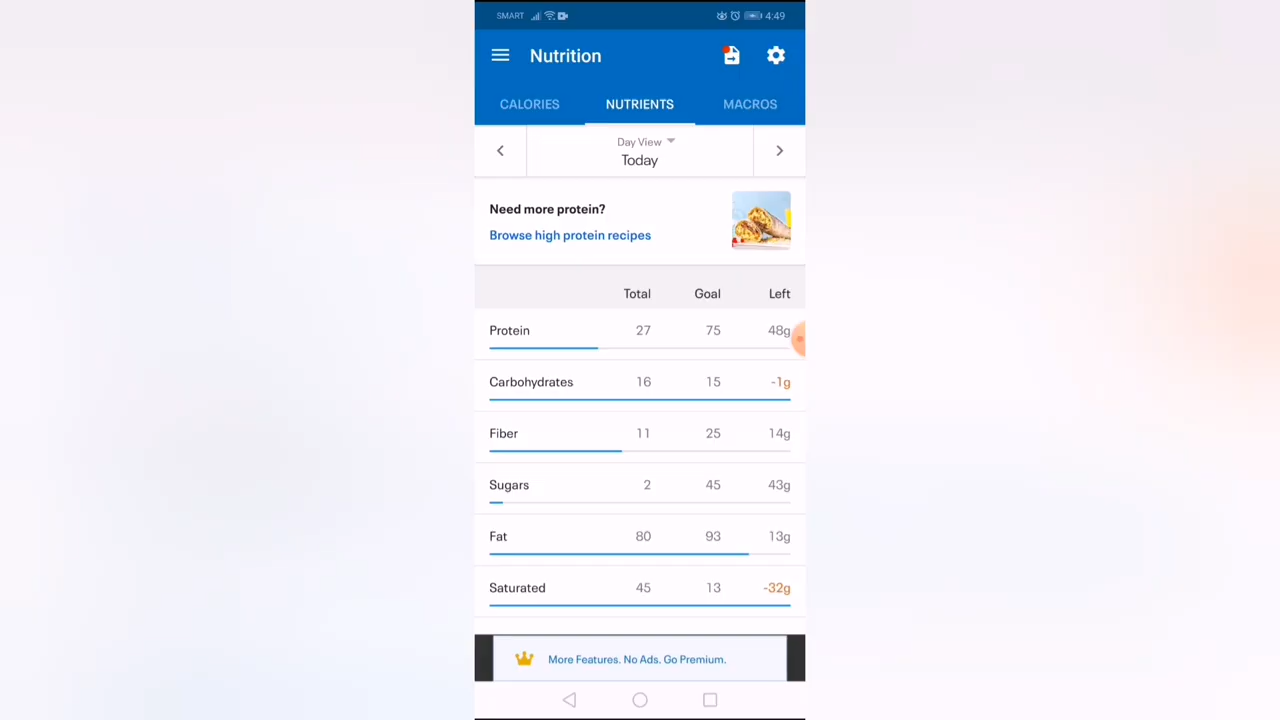 SMART 4:49
Nutrition
CALORIES NUTRIENTS MACROS
Day View
Today
Need more protein?
Browse high protein recipes
Total Goal Left
Protein 27 75 48g
Carbohydrates 16 15 -1g
Fiber 11 25 14g
Sugars 2 45 43g
Fat 80 93 13g
Saturated 45 13 -32g
More Features. No Ads. Go Premium.